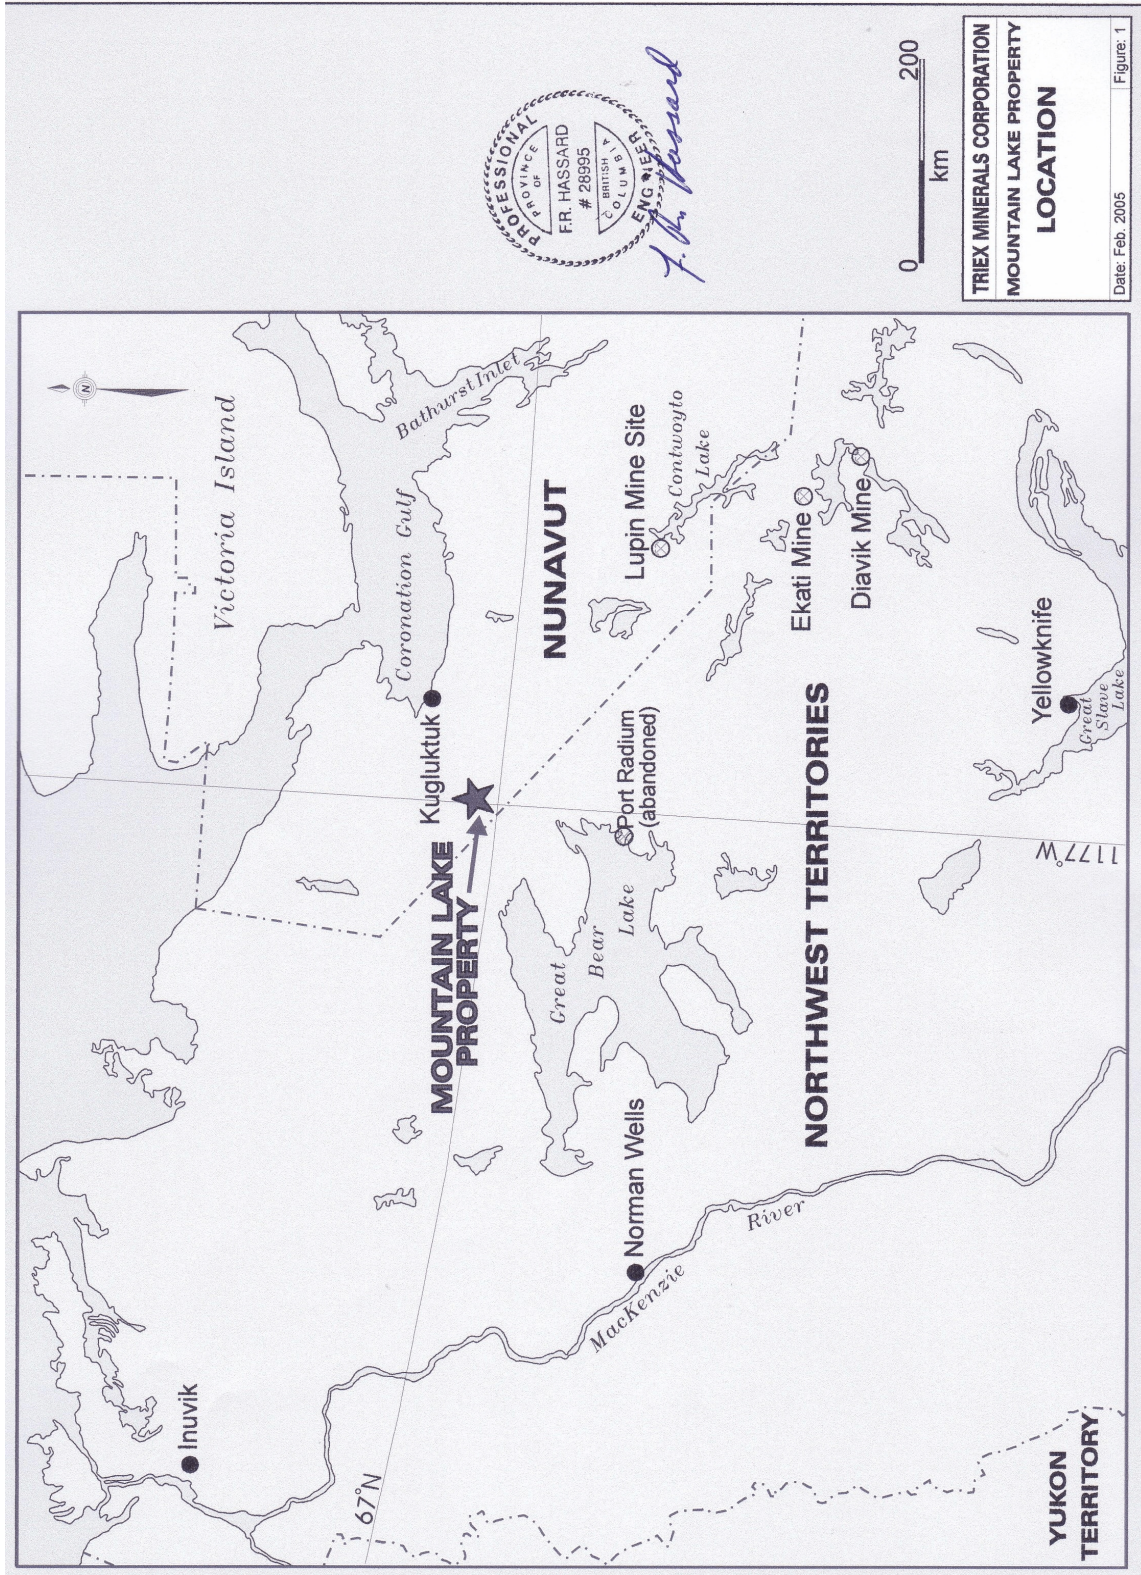 Inuvik
67°N
YUKON
TERRITORY
MacKenzie
River
Norman Wells
MOUNTAIN LAKE
PROPERTY
Great
Bear
Lake
Port Radium
(abandoned)
NORTHWEST TERRITORIES
1177°W
Kugluktuk
Coronation Gulf
Victoria Island
N
Bathurst Inlet
NUNAVUT
Lupin Mine Site
Contwoyto
Lake
Ekati Mine
Diavik Mine
Yellowknife
Great
Slave
Lake
PROFESSIONAL
PROVINCE
OF
F.R. HASSARD
# 28995
BRITISH
COLUMBIA
ENGINEER
F. R. Hassard
0
200
km
TRIEX MINERALS CORPORATION
MOUNTAIN LAKE PROPERTY
LOCATION
Date: Feb. 2005
Figure: 1